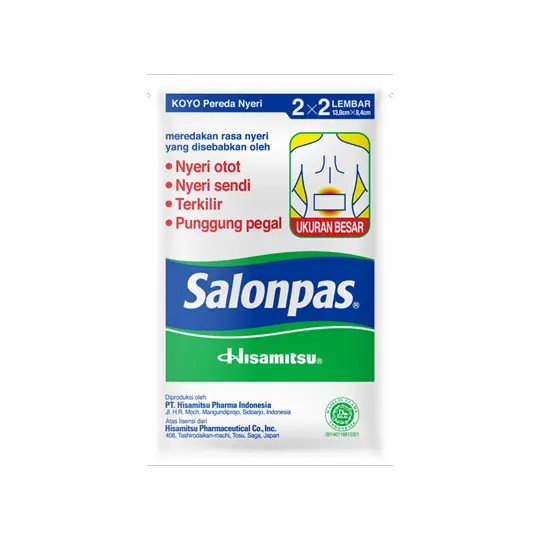 KOYO Pereda Nyeri
2×2 LEMBAR
13,0cm×8,4cm
meredakan rasa nyeri
yang disebabkan oleh
• Nyeri otot
• Nyeri sendi
• Terkilir
• Punggung pegal
UKURAN BESAR
Salonpas®
Hisamitsu®
Diproduksi oleh
PT. Hisamitsu Pharma Indonesia
Jl. H.R. Moch. Mangundiprojo, Sidoarjo, Indonesia
Atas lisensi dari
Hisamitsu Pharmaceutical Co., Inc.
408, Tashirodaikan-machi, Tosu, Saga, Japan